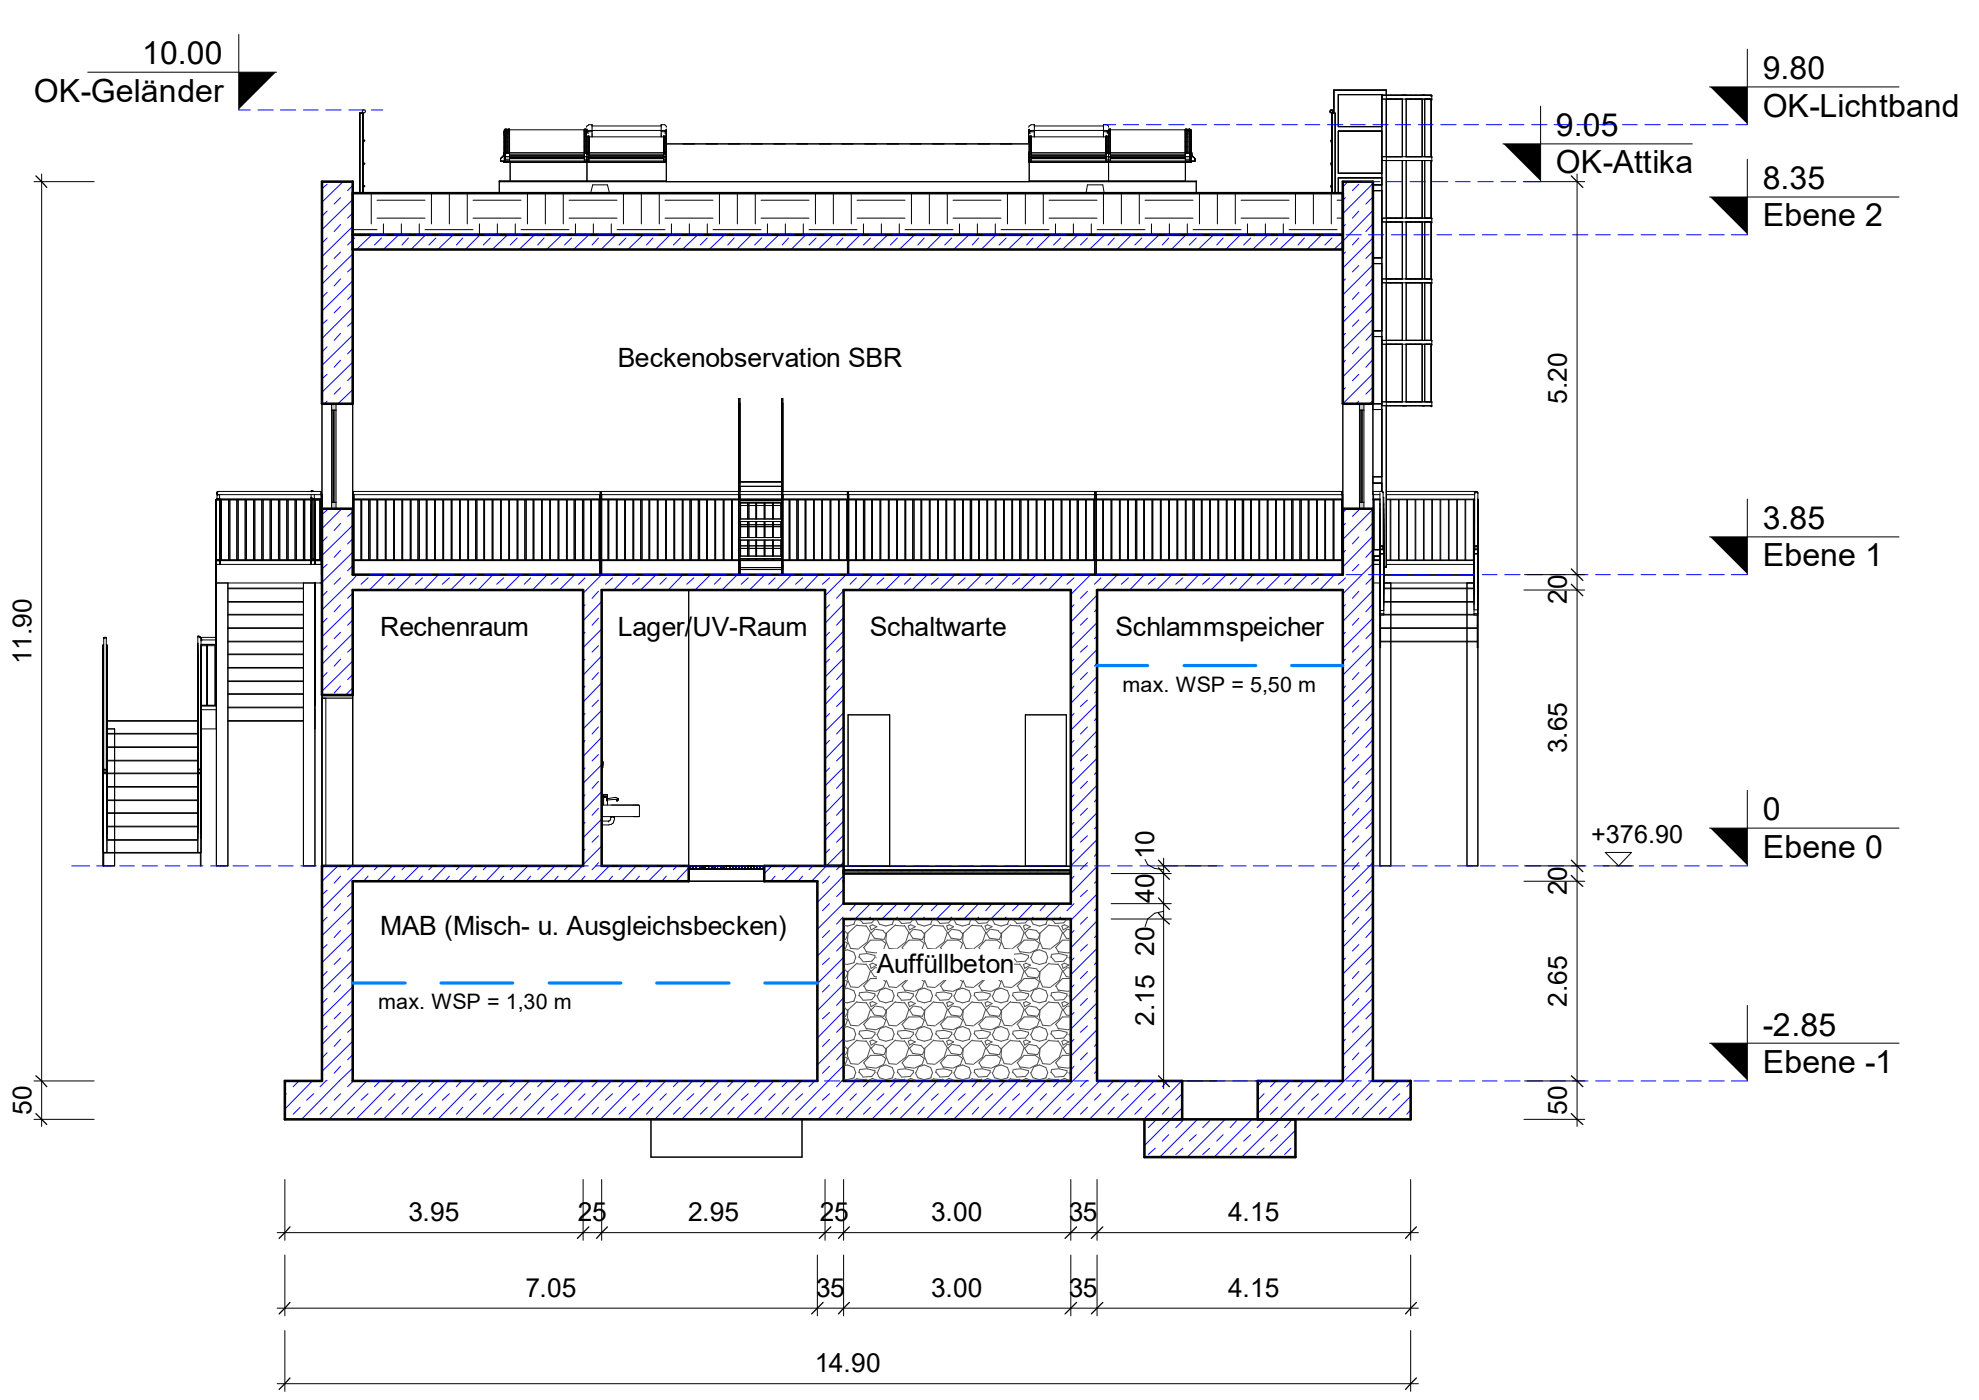 10.00
OK-Geländer
9.80
OK-Lichtband
9.05
OK-Attika
8.35
Ebene 2
Beckenobservation SBR
5.20
3.85
Ebene 1
20
11.90
Rechenraum
Lager/UV-Raum
Schaltwarte
Schlammspeicher
max. WSP = 5,50 m
3.65
+376.90
0
Ebene 0
10
40
20
2.15
20
MAB (Misch- u. Ausgleichsbecken)
Auffüllbeton
max. WSP = 1,30 m
2.65
-2.85
Ebene -1
50
50
3.95 25 2.95 25 3.00 35 4.15
7.05 35 3.00 35 4.15
14.90